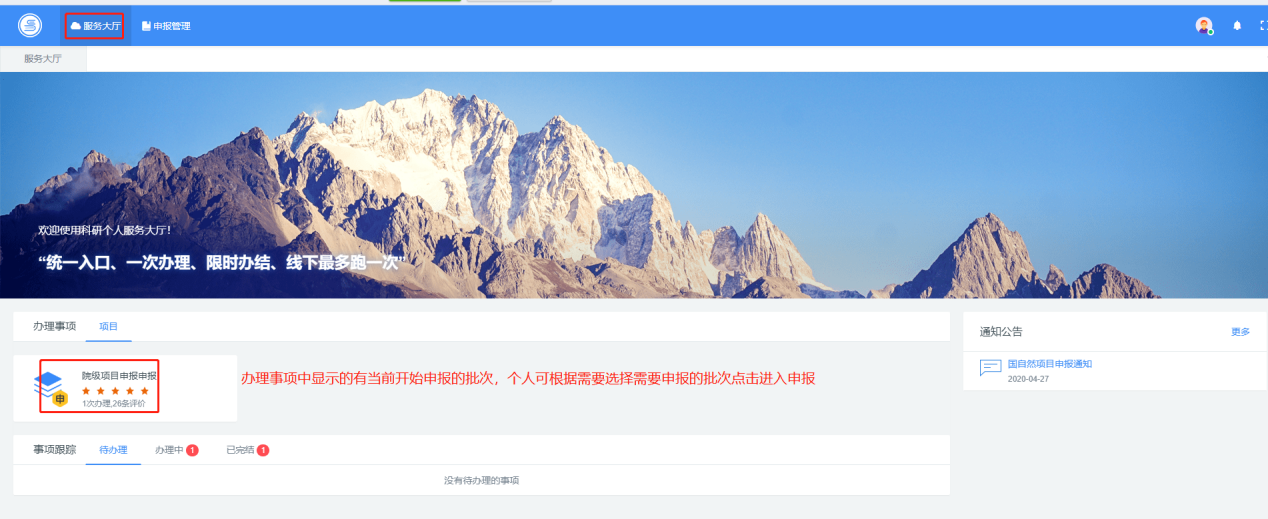 服务大厅
申报管理
服务大厅
欢迎使用科研个人服务大厅！
“统一入口、一次办理、限时办结、线下最多跑一次”
办理事项
项目
院级项目申报申报
申
1次办理,26条评价
办理事项中显示的有当前开始申报的批次，个人可根据需要选择需要申报的批次点击进入申报
通知公告
更多
国自然项目申报通知
2020-04-27
事项跟踪
待办理
办理中 1
已完结 1
没有待办理的事项